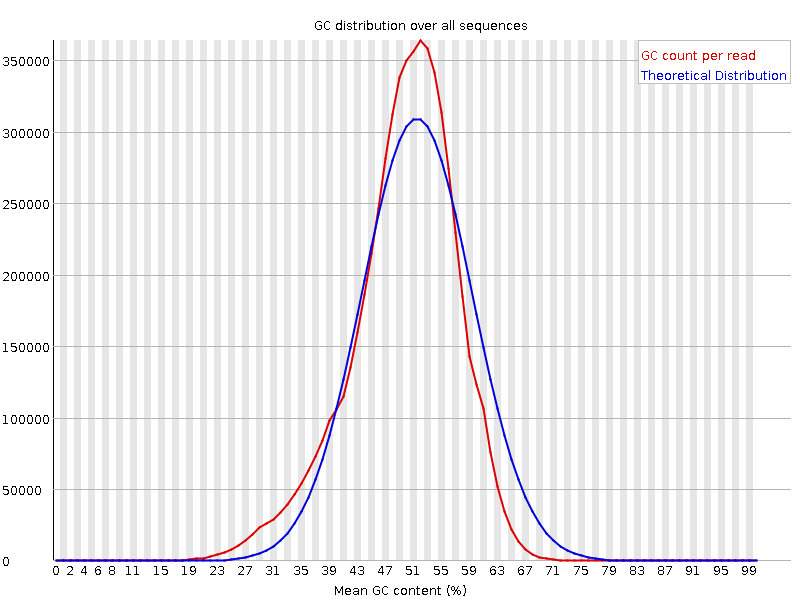 GC distribution over all sequences
GC count per read
Theoretical Distribution
350000
300000
250000
200000
150000
100000
50000
0
0 2 4 6 8 11 15 19 23 27 31 35 39 43 47 51 55 59 63 67 71 75 79 83 87 91 95 99
Mean GC content (%)